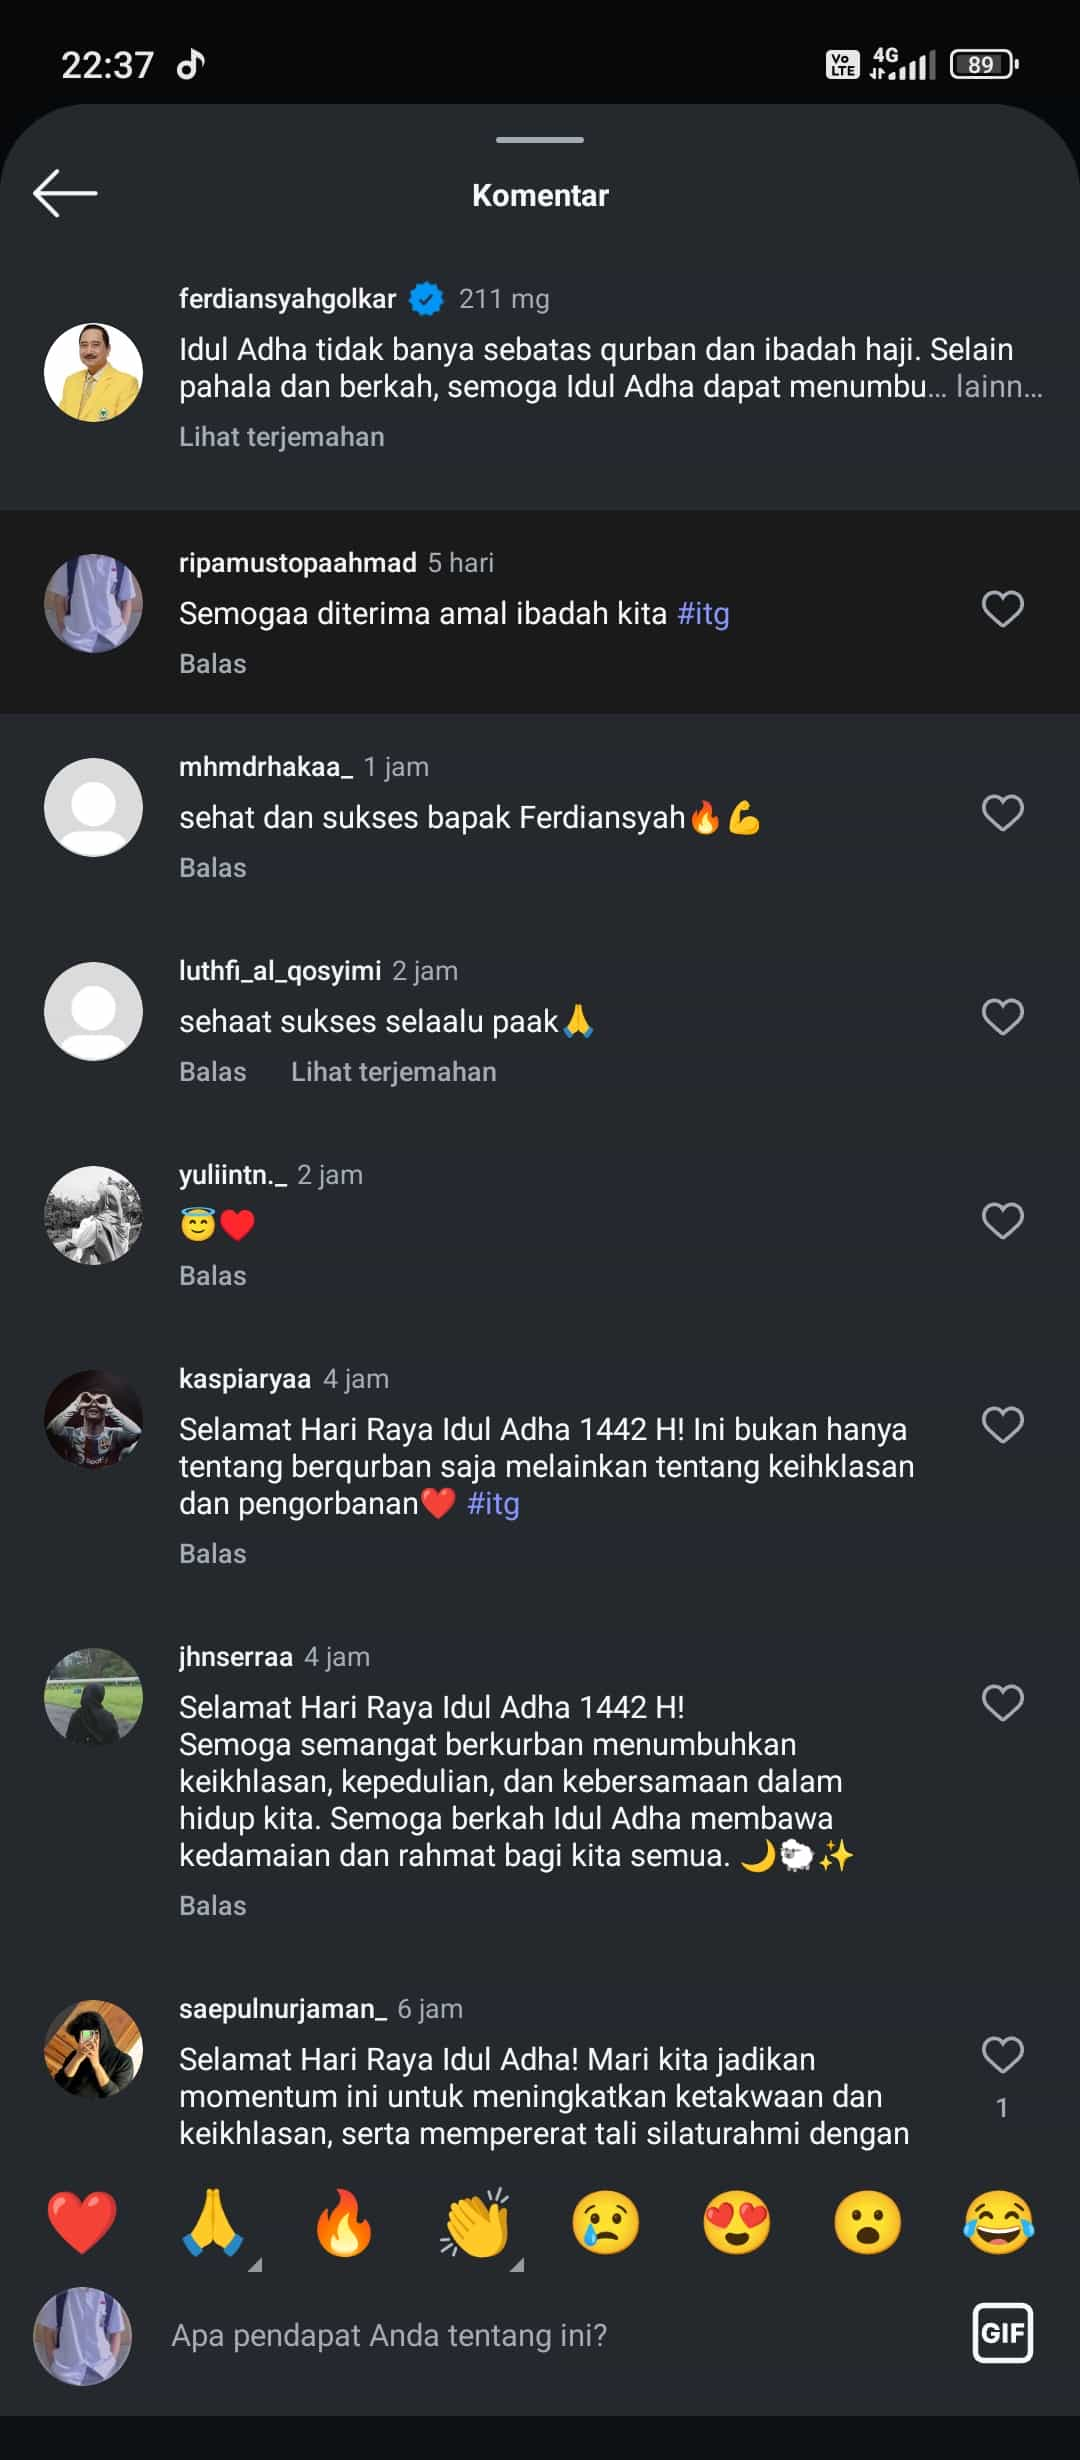 22:37
Vo LTE 4G 89
Komentar
ferdiansyahgolkar 211 mg
Idul Adha tidak banya sebatas qurban dan ibadah haji. Selain
pahala dan berkah, semoga Idul Adha dapat menumbu... lainn...
Lihat terjemahan
ripamustopaahmad 5 hari
Semogaa diterima amal ibadah kita #itg
Balas
mhmdrhakaa_ 1 jam
sehat dan sukses bapak Ferdiansyah🔥💪
Balas
luthfi_al_qosyimi 2 jam
sehaat sukses selaalu paak🙏
Balas Lihat terjemahan
yuliintn._ 2 jam
😇❤️
Balas
kaspiaryaa 4 jam
Selamat Hari Raya Idul Adha 1442 H! Ini bukan hanya
tentang berqurban saja melainkan tentang keihklasan
dan pengorbanan❤️ #itg
Balas
jhnserraa 4 jam
Selamat Hari Raya Idul Adha 1442 H!
Semoga semangat berkurban menumbuhkan
keikhlasan, kepedulian, dan kebersamaan dalam
hidup kita. Semoga berkah Idul Adha membawa
kedamaian dan rahmat bagi kita semua. 🌙🐑✨
Balas
saepulnurjaman_ 6 jam
Selamat Hari Raya Idul Adha! Mari kita jadikan
momentum ini untuk meningkatkan ketakwaan dan
keikhlasan, serta mempererat tali silaturahmi dengan
1
❤️🙏🔥👏😢😍😮😂
Apa pendapat Anda tentang ini?
GIF